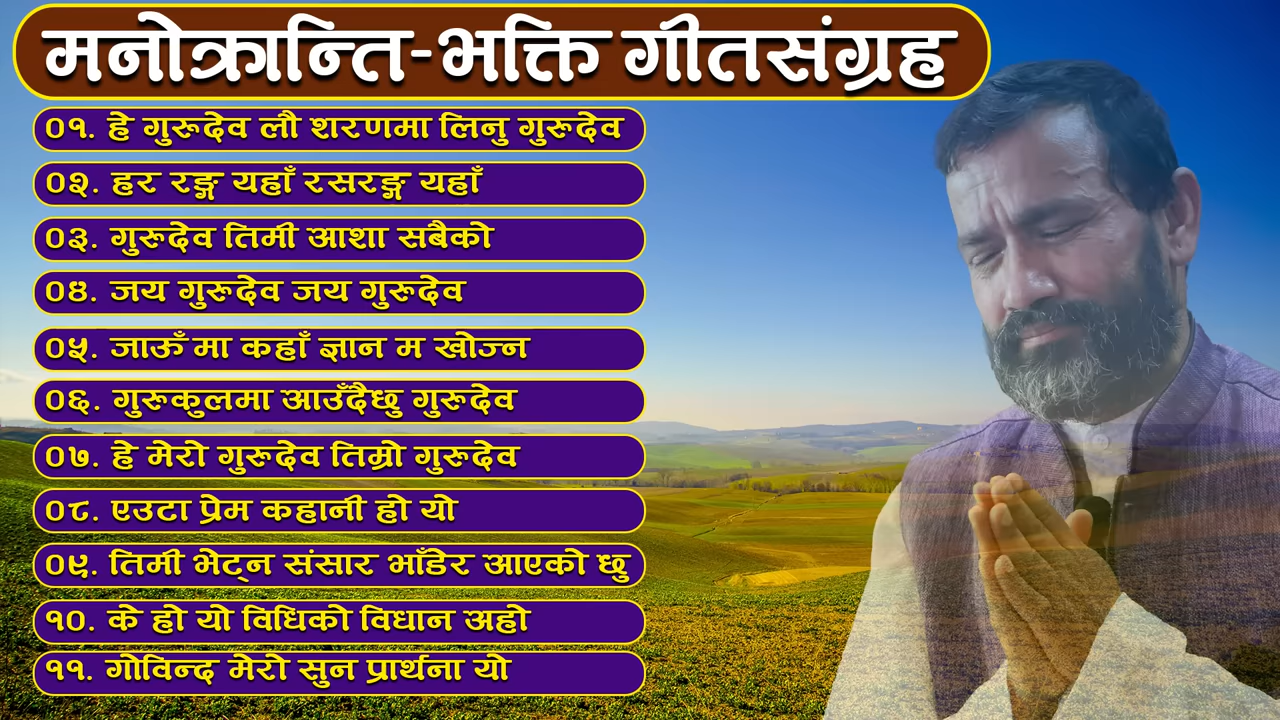 मनोक्रान्ति-भक्ति गीतसंग्रह
०१. हे गुरुदेव लौ शरणमा लिनु गुरुदेव
०२. हर रङ्ग यहाँ रसरङ्ग यहाँ
०३. गुरुदेव तिमी आशा सबैको
०४. जय गुरुदेव जय गुरुदेव
०५. जाऊँ मा कहाँ ज्ञान म खोज्न
०६. गुरुकुलमा आउँदैछु गुरुदेव
०७. हे मेरो गुरुदेव तिम्रो गुरुदेव
०८. एउटा प्रेम कहानी हो यो
०९. तिमी भेट्न संसार भाँडेर आएको छु
१०. के हो यो विधिको विधान अहो
११. गोविन्द मेरो सुन प्रार्थना यो